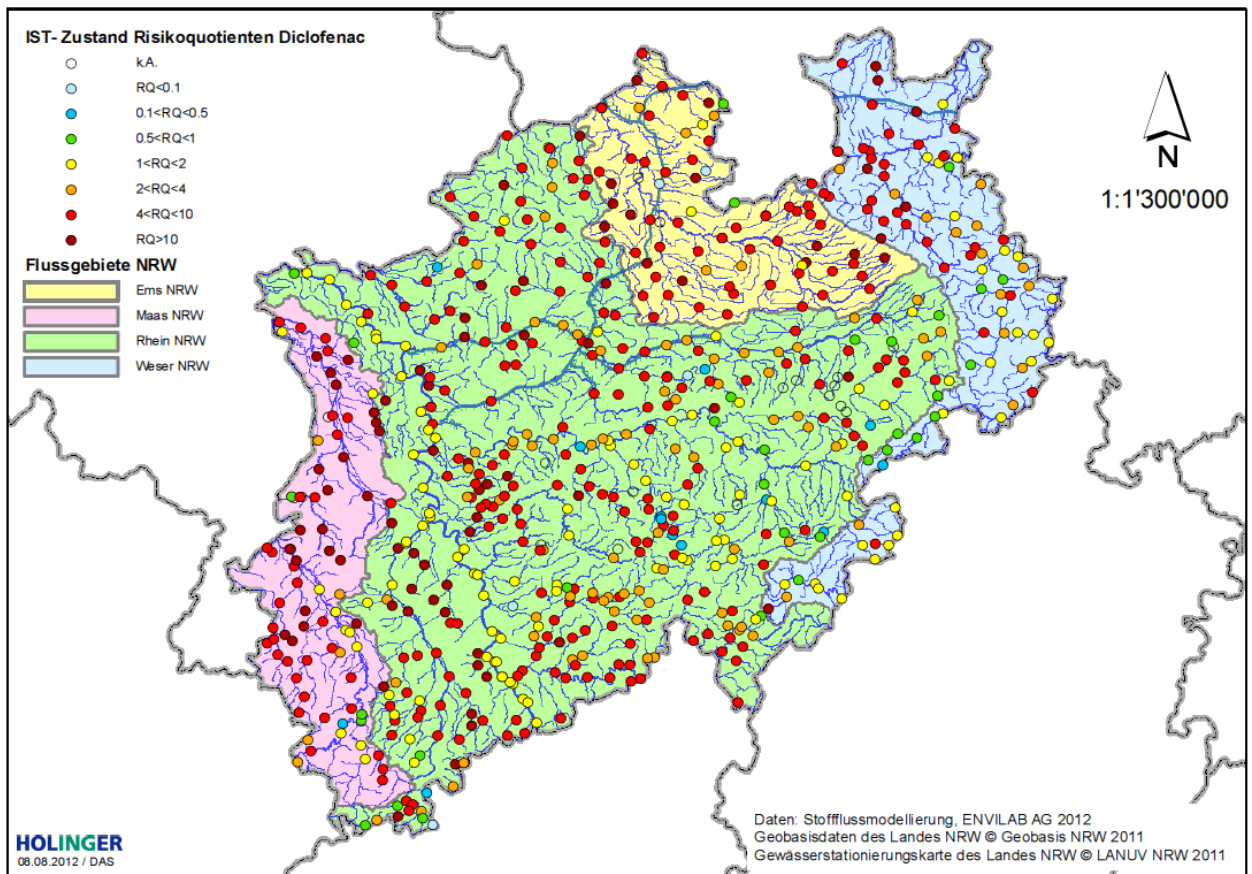 IST- Zustand Risikoquotienten Diclofenac
k.A.
RQ<0.1
0.1<RQ<0.5
0.5<RQ<1
1<RQ<2
2<RQ<4
4<RQ<10
RQ>10
Flussgebiete NRW
Ems NRW
Maas NRW
Rhein NRW
Weser NRW
N
1:1'300'000
HOLINGER
08.08.2012 / DAS
Daten: Stoffflussmodellierung, ENVILAB AG 2012
Geobasisdaten des Landes NRW © Geobasis NRW 2011
Gewässerstationierungskarte des Landes NRW © LANUV NRW 2011